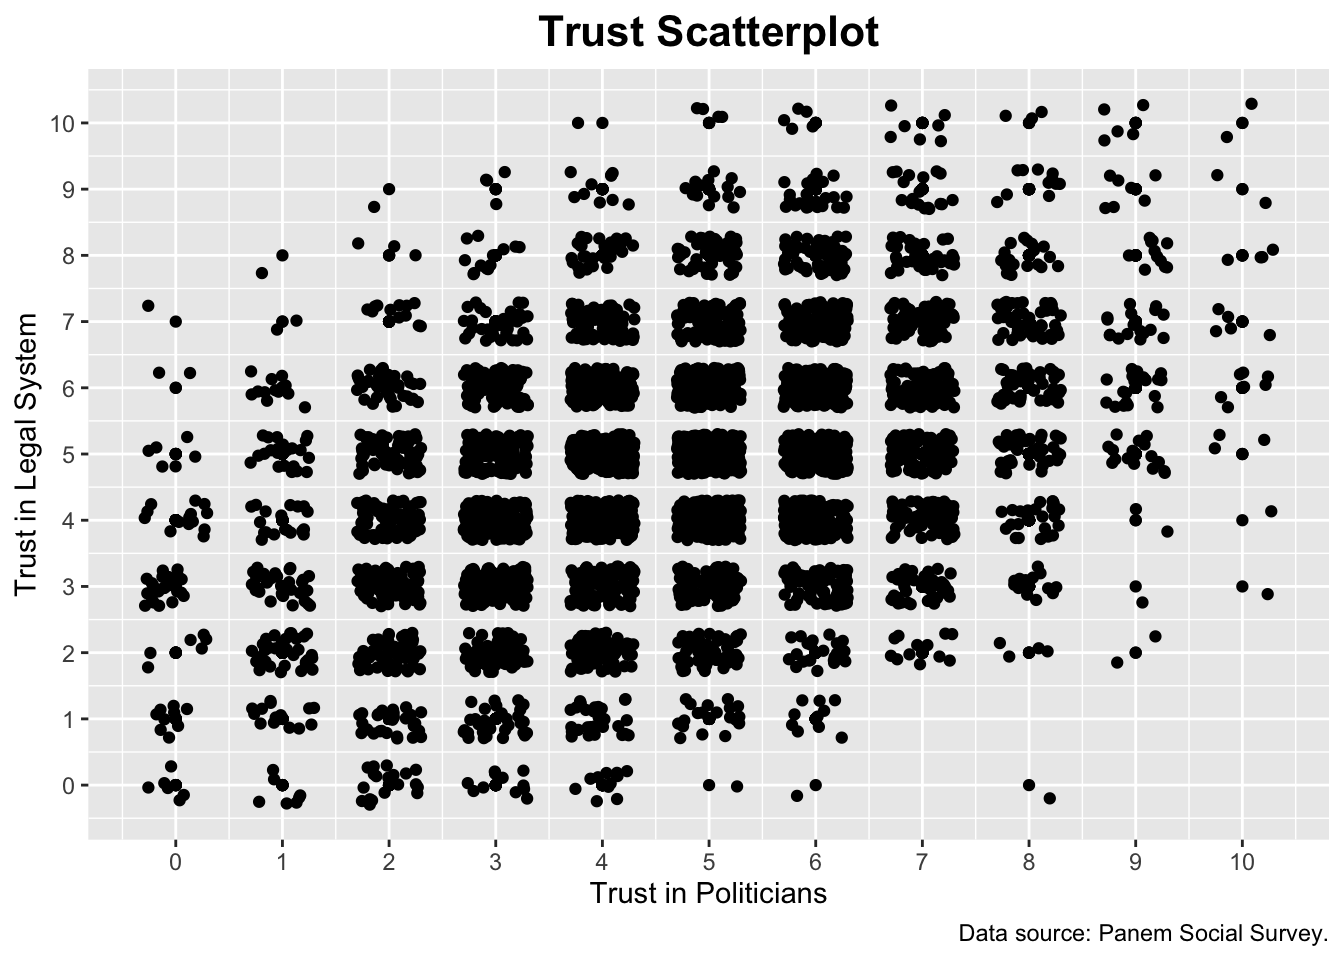 Trust Scatterplot
Trust in Legal System
10
9
8
7
6
5
4
3
2
1
0
0 1 2 3 4 5 6 7 8 9 10
Trust in Politicians
Data source: Panem Social Survey.